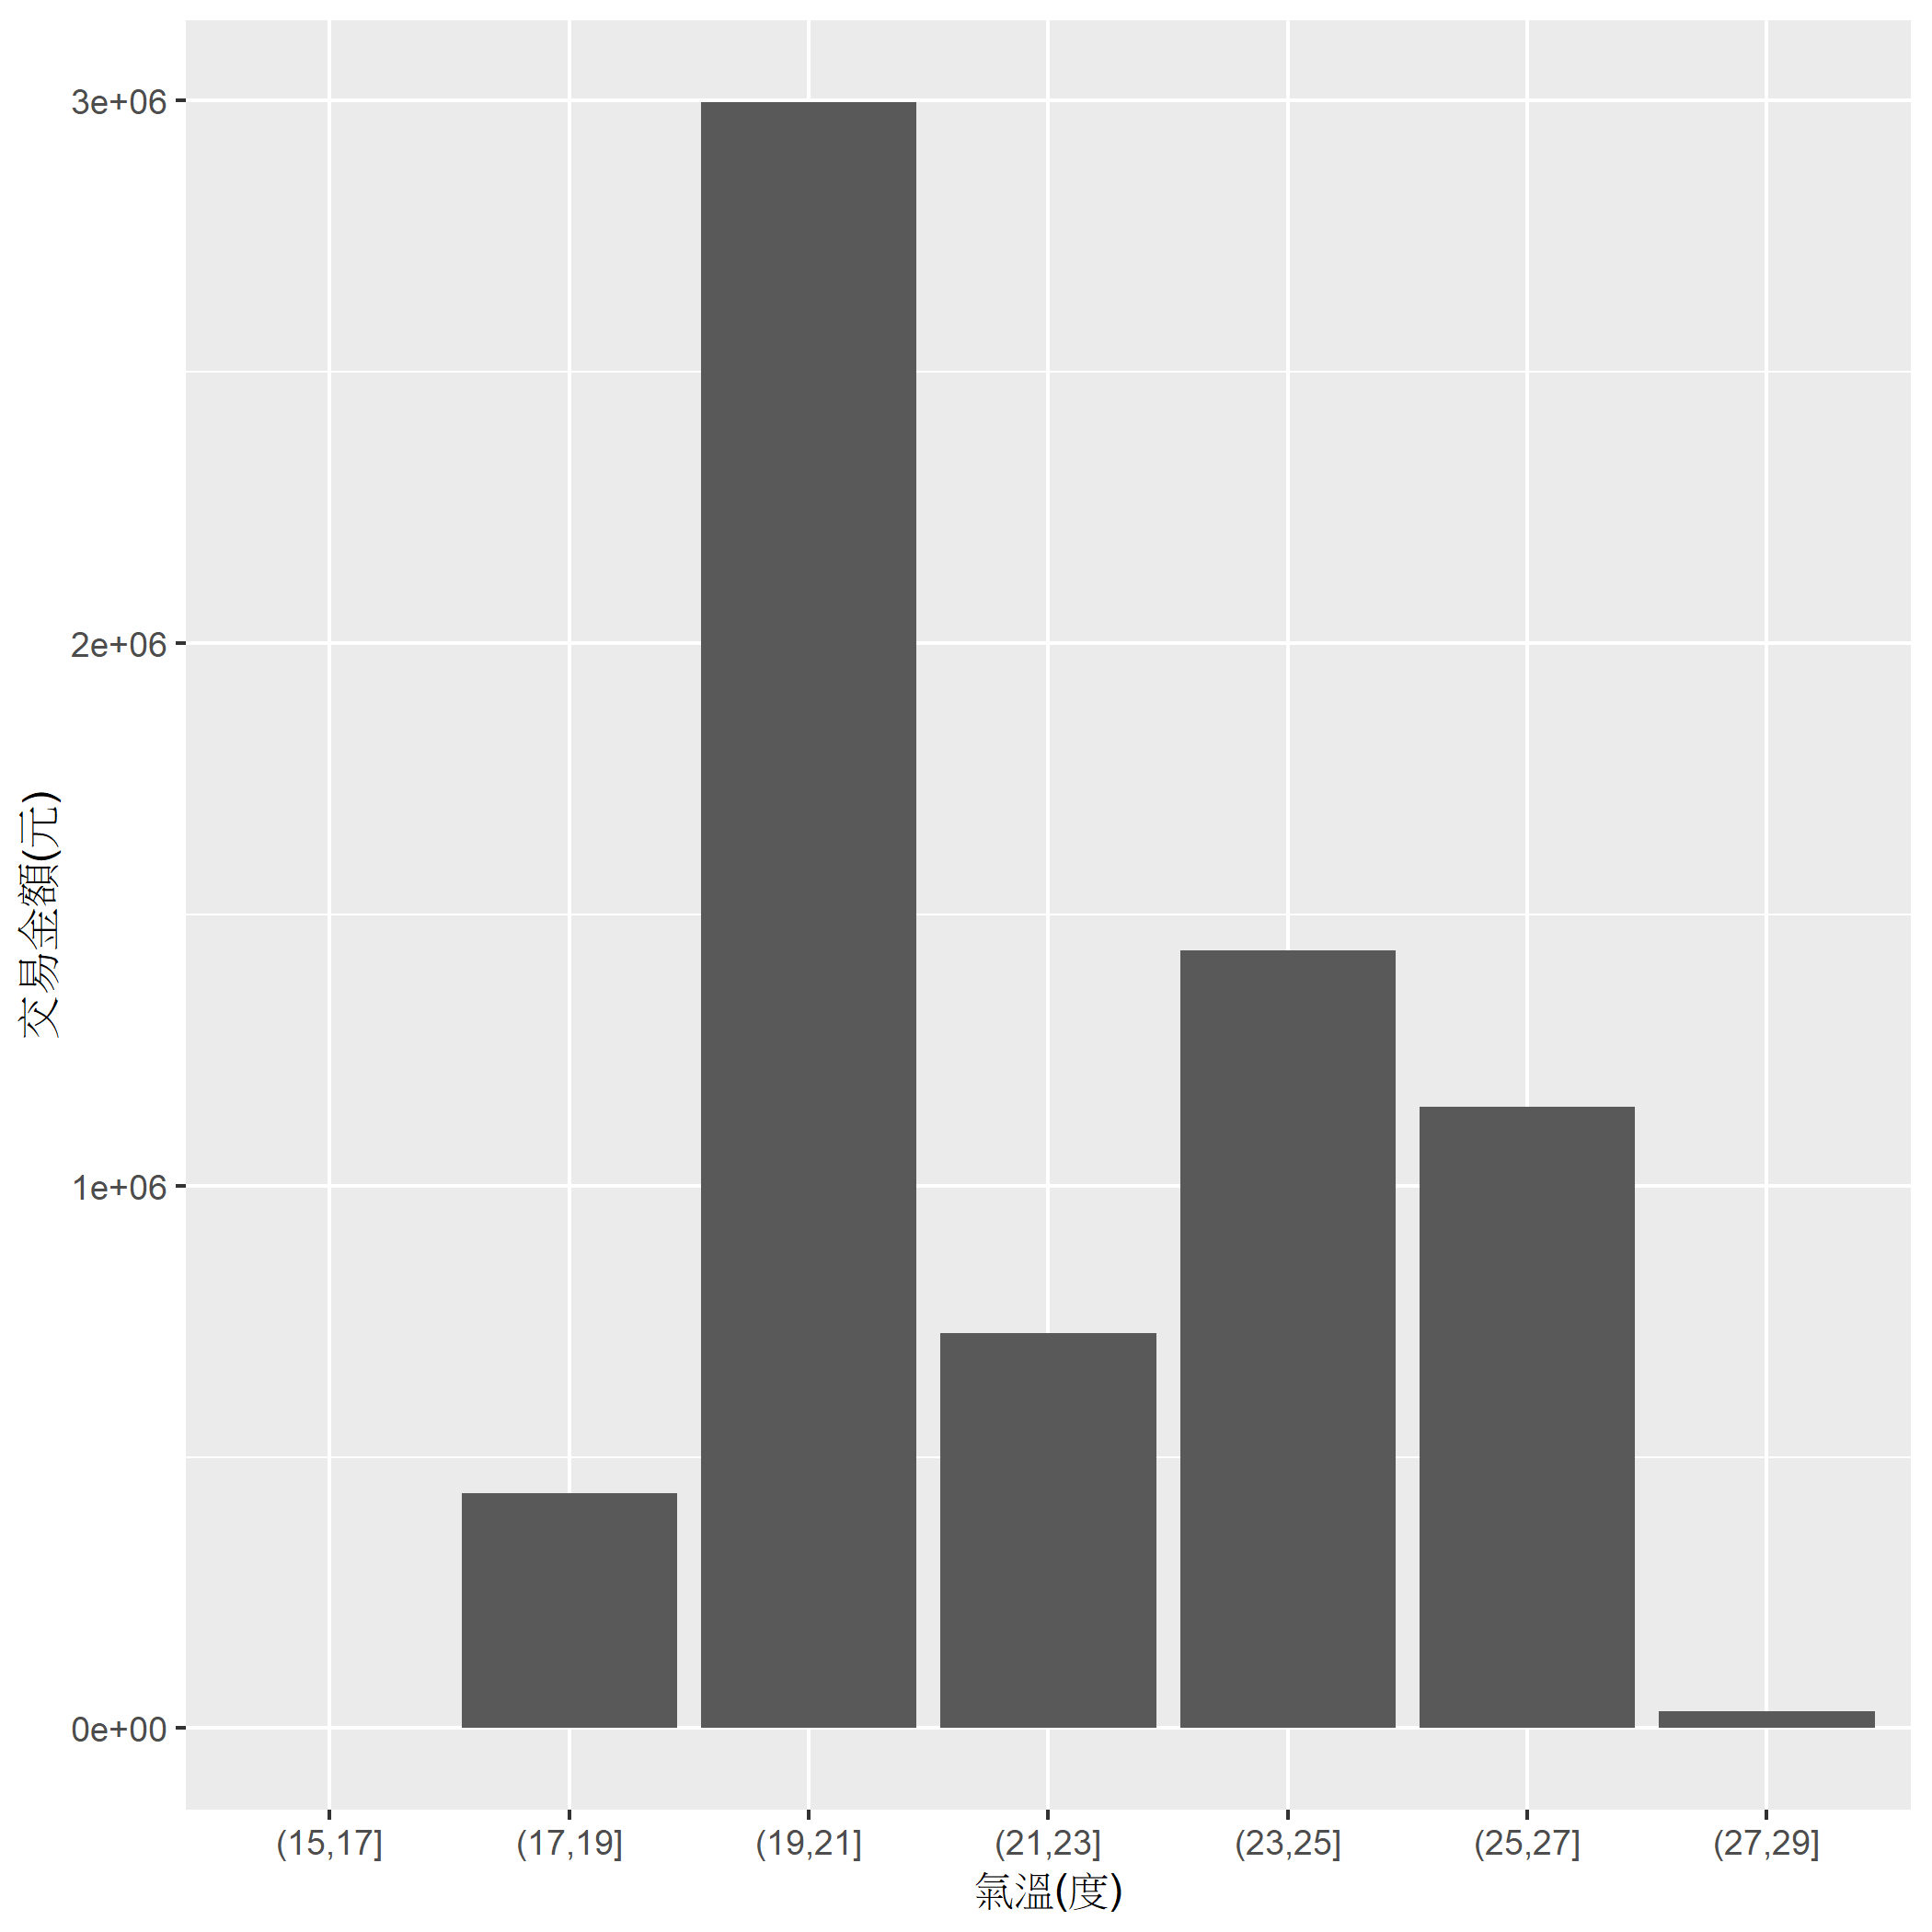 3e+06
2e+06
1e+06
0e+00
交易金額(元)
(15,17] (17,19] (19,21] (21,23] (23,25] (25,27] (27,29]
氣溫(度)